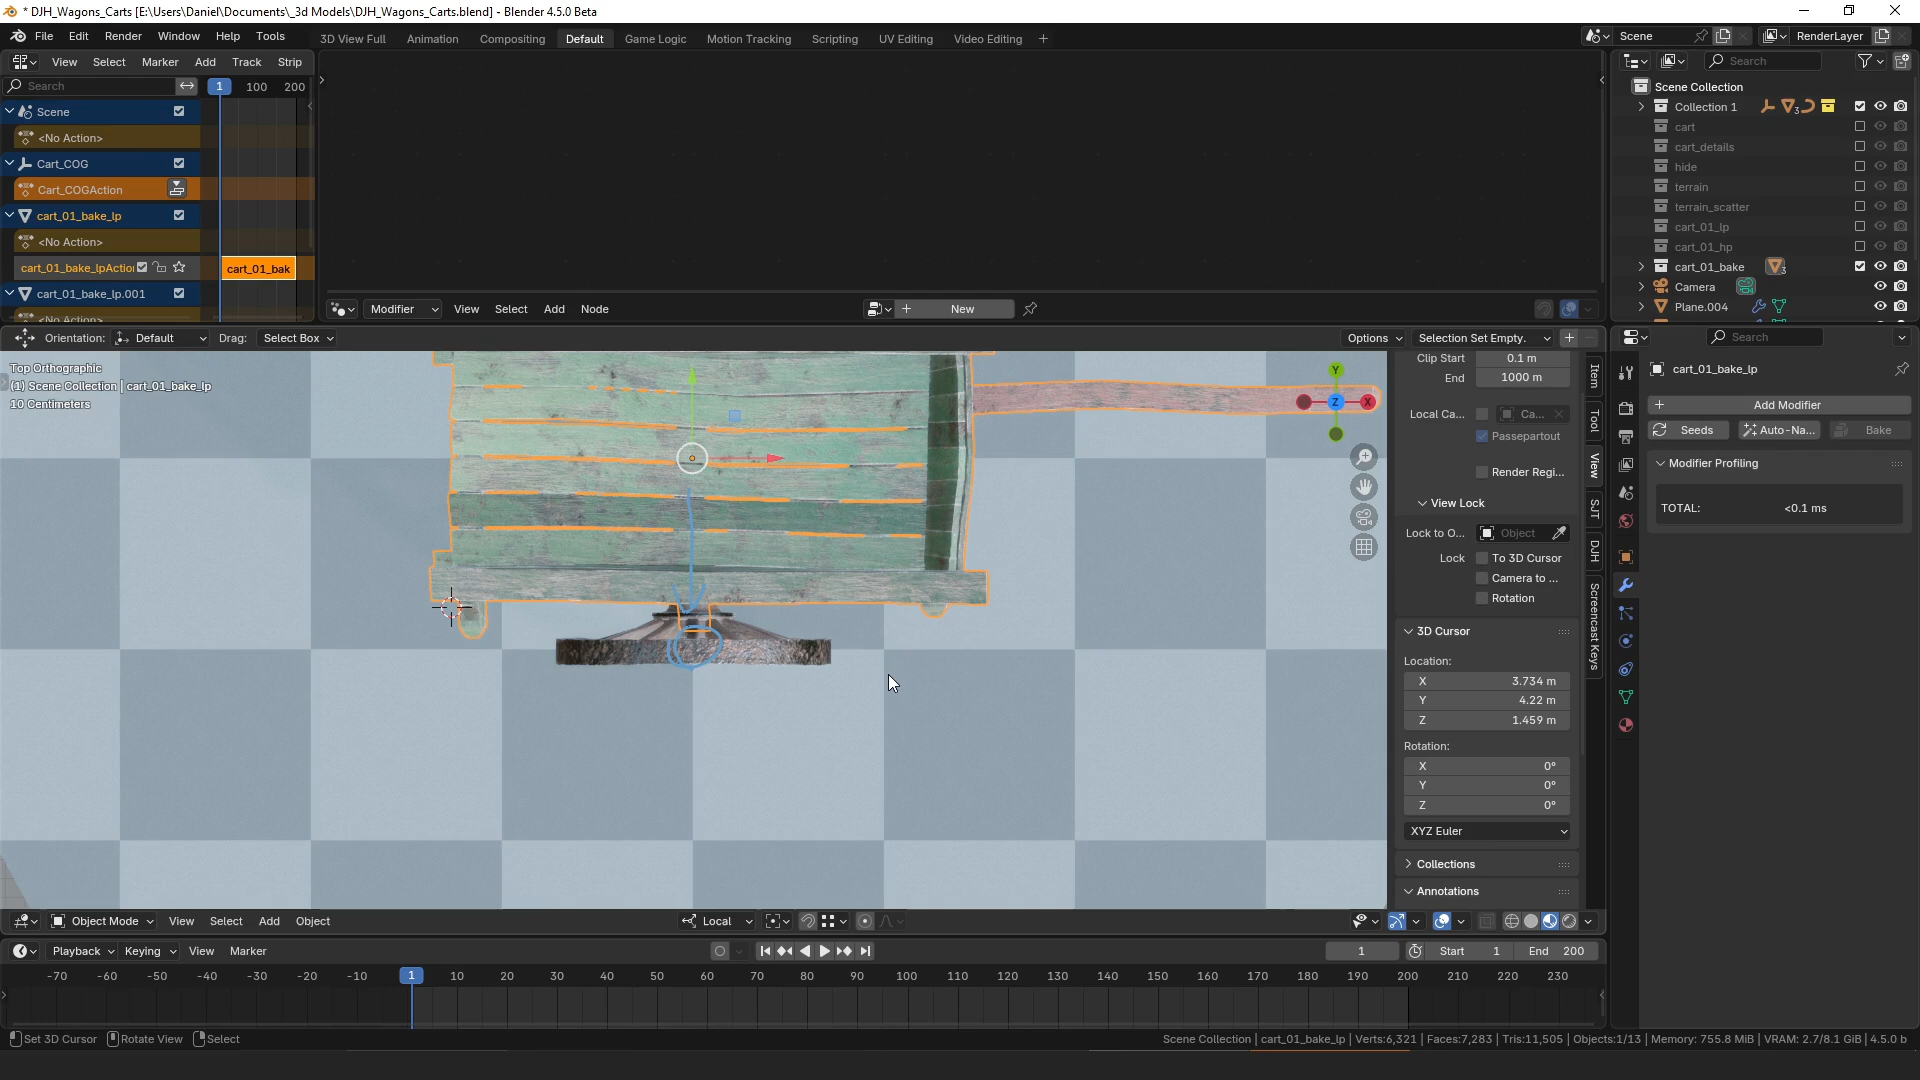 * DJH_Wagons_Carts [E:\Users\Daniel\Documents\_3d Models\DJH_Wagons_Carts.blend] - Blender 4.5.0 Beta
File Edit Render Window Help Tools
3D View Full Animation Compositing Default Game Logic Motion Tracking Scripting UV Editing Video Editing +
Scene
RenderLayer
View Select Marker Add Track Strip
Search
1 100 200
Scene
<No Action>
Cart_COG
Cart_COGAction
cart_01_bake_lp
<No Action>
cart_01_bake_lpActio
cart_01_bak
cart_01_bake_lp.001
<No Action>
Modifier View Select Add Node
New
Search
Scene Collection
Collection 1
3
cart
cart_details
hide
terrain
terrain_scatter
cart_01_lp
cart_01_hp
cart_01_bake
3
Camera
Plane.004
Orientation: Default Drag: Select Box
Options Selection Set Empty.
Top Orthographic
(1) Scene Collection | cart_01_bake_lp
10 Centimeters
Y
Z
X
Clip Start 0.1 m
End 1000 m
Local Ca... Ca...
Passepartout
Render Regi...
View Lock
Lock to O... Object
Lock To 3D Cursor
Camera to ...
Rotation
3D Cursor
Location:
X 3.734 m
Y 4.22 m
Z 1.459 m
Rotation:
X 0°
Y 0°
Z 0°
XYZ Euler
Collections
Annotations
Item
Tool
View
SJT
DJH
Screencast Keys
Search
cart_01_bake_lp
Add Modifier
Seeds Auto-Na... Bake
Modifier Profiling
TOTAL: <0.1 ms
Object Mode View Select Add Object
Local
Playback Keying View Marker
1 Start 1 End 200
-70 -60 -50 -40 -30 -20 -10 1 10 20 30 40 50 60 70 80 90 100 110 120 130 140 150 160 170 180 190 200 210 220 230
Set 3D Cursor Rotate View Select
Scene Collection | cart_01_bake_lp | Verts:6,321 | Faces:7,283 | Tris:11,505 | Objects:1/13 | Memory: 755.8 MiB | VRAM: 2.7/8.1 GiB | 4.5.0 b